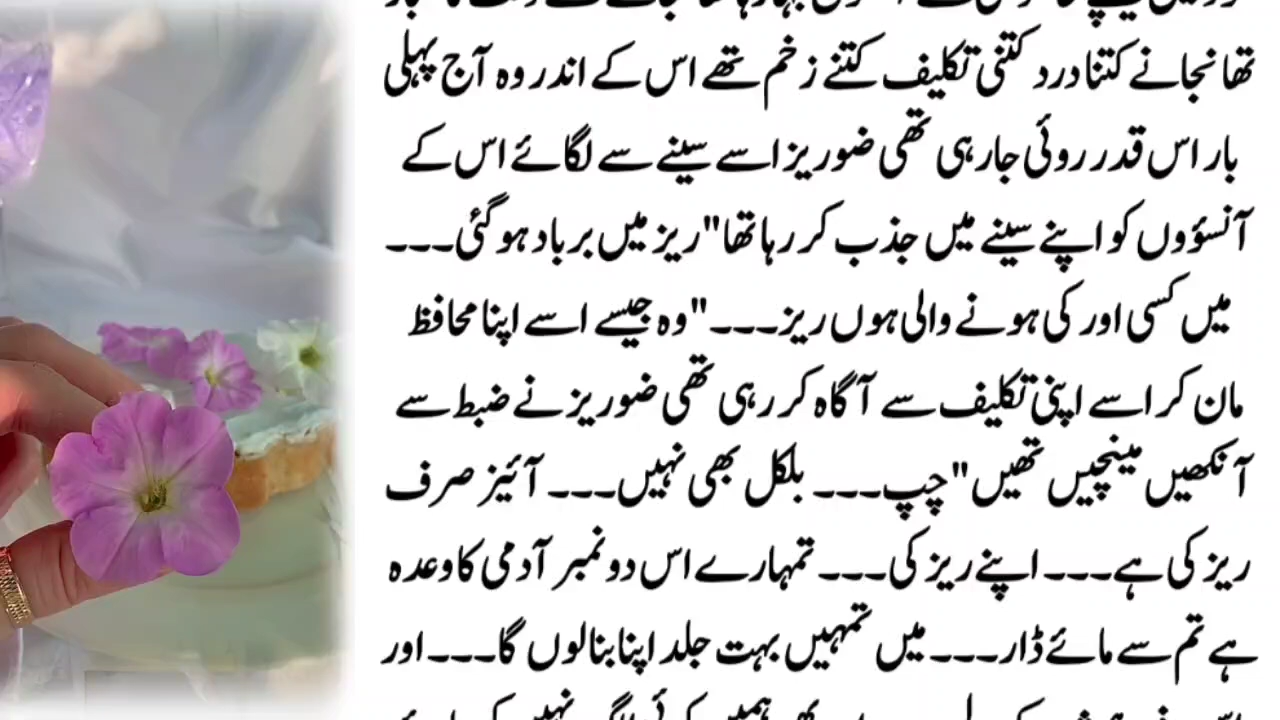 تھا نجانے کتنا درد کتنی تکلیف کتنے زخم تھے اس کے اندر وہ آج پہلی
بار اس قدر روئی جا رہی تھی ضوریز اسے سینے سے لگائے اس کے
آنسؤوں کو اپنے سینے میں جذب کر رہا تھا"ریز میں برباد ہو گئی۔۔۔
میں کسی اور کی ہونے والی ہوں ریز۔۔۔"وہ جیسے اسے اپنا محافظ
مان کر اسے اپنی تکلیف سے آگاہ کر رہی تھی ضوریز نے ضبط سے
آنکھیں مینچیں تھیں"چپ۔۔۔ بلکل بھی نہیں۔۔۔ آئیز صرف
ریز کی ہے۔۔۔ اپنے ریز کی۔۔۔ تمہارے اس دو نمبر آدمی کا وعدہ
ہے تم سے مائے ڈار۔۔۔ میں تمہیں بہت جلد اپنا بنا لوں گا۔۔۔ اور